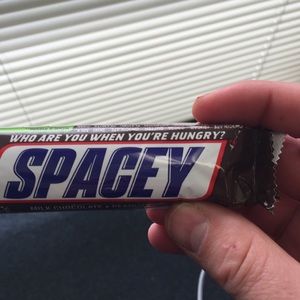 WHO ARE YOU WHEN YOU'RE HUNGRY?
SPACEY
MILK CHOCOLATE